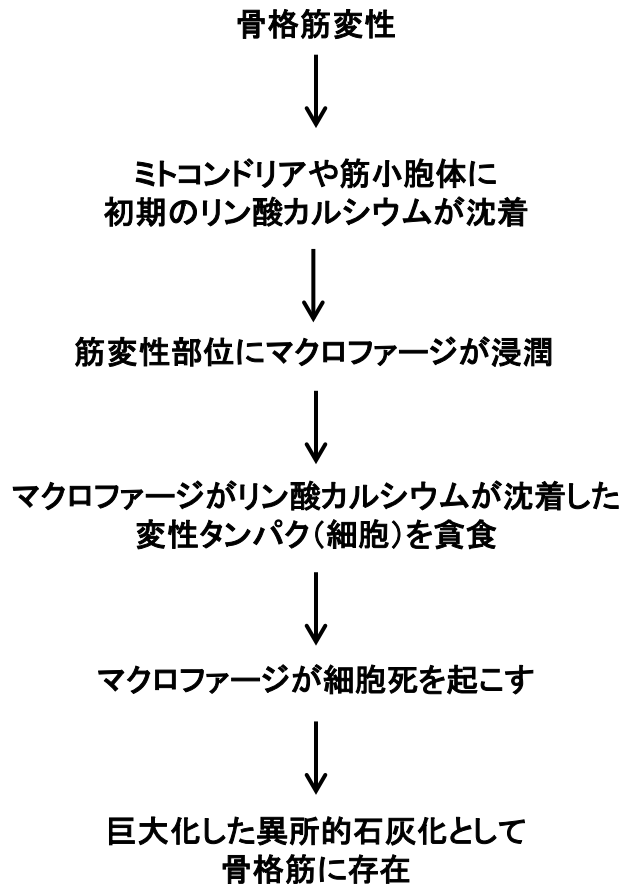 骨格筋変性
ミトコンドリアや筋小胞体に
初期のリン酸カルシウムが沈着
筋変性部位にマクロファージが浸潤
マクロファージがリン酸カルシウムが沈着した
変性タンパク（細胞）を貪食
マクロファージが細胞死を起こす
巨大化した異所的石灰化として
骨格筋に存在